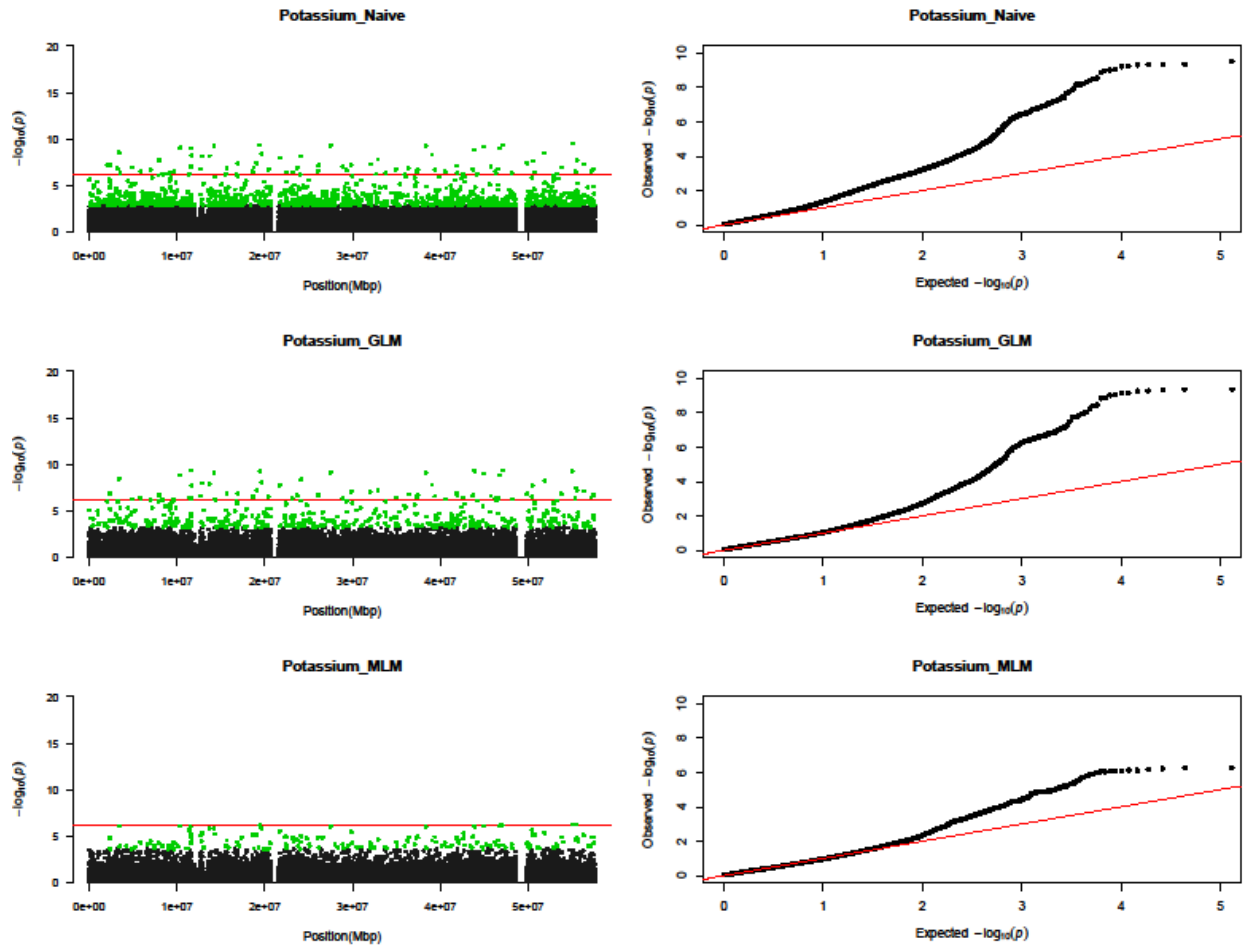 Potassium_Naive
20
15
10
5
0
−log₁₀(p)
0e+00 1e+07 2e+07 3e+07 4e+07 5e+07
Position(Mbp)
Potassium_Naive
10
8
6
4
2
0
Observed −log₁₀(p)
0 1 2 3 4 5
Expected −log₁₀(p)
Potassium_GLM
20
15
10
5
0
−log₁₀(p)
0e+00 1e+07 2e+07 3e+07 4e+07 5e+07
Position(Mbp)
Potassium_GLM
10
8
6
4
2
0
Observed −log₁₀(p)
0 1 2 3 4 5
Expected −log₁₀(p)
Potassium_MLM
20
15
10
5
0
−log₁₀(p)
0e+00 1e+07 2e+07 3e+07 4e+07 5e+07
Position(Mbp)
Potassium_MLM
10
8
6
4
2
0
Observed −log₁₀(p)
0 1 2 3 4 5
Expected −log₁₀(p)